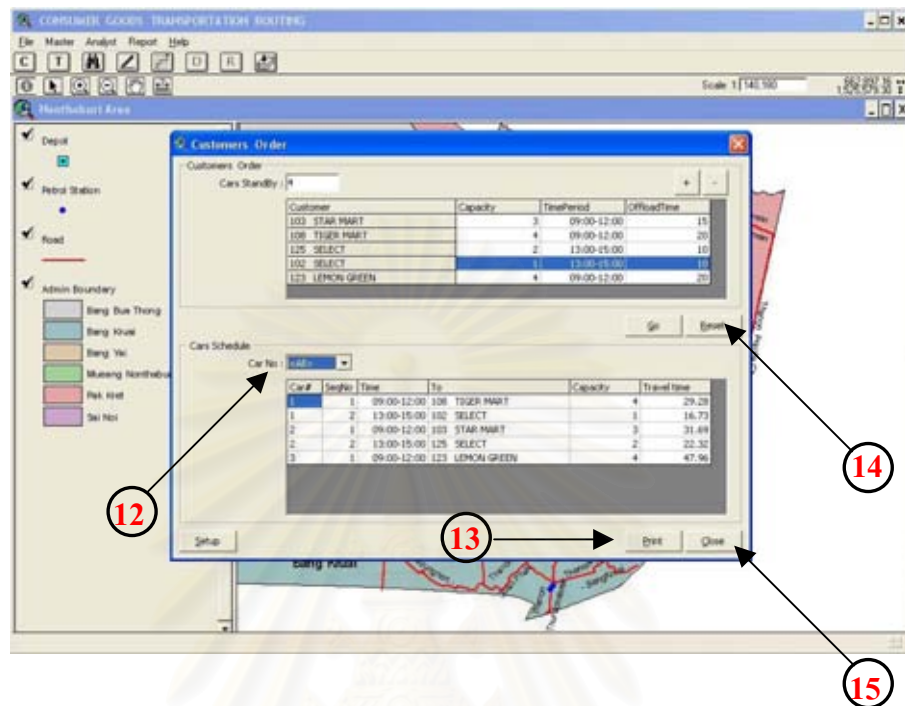 CONSUMER GOODS TRANSPORTATION ROUTING
File Master Analyst Report Help
C T D R
Scale 1: 140,180
Nonthaburi Area
Depot
Petrol Station
Road
Admin Boundary
Bang Bua Thong
Bang Kruai
Bang Yai
Mueang Nonthabu
Pak Kret
Sai Noi
Customers Order
Customers Order
Cars StandBy : 4
+ -
Customer Capacity TimePeriod OffloadTime
103 STAR MART 3 09:00-12:00 15
108 TIGER MART 4 09:00-12:00 20
125 SELECT 2 13:00-15:00 10
102 SELECT 1 13:00-15:00 10
123 LEMON GREEN 4 09:00-12:00 20
Go Reset
Cars Schedule
Car No : <All>
Car# SeqNo Time To Capacity Travel time
1 1 09:00-12:00 108 TIGER MART 4 29.28
1 2 13:00-15:00 102 SELECT 1 16.73
2 1 09:00-12:00 103 STAR MART 3 31.69
2 2 13:00-15:00 125 SELECT 2 22.32
3 1 09:00-12:00 123 LEMON GREEN 4 47.96
Setup Print Close
Bang Kruai
12
13
14
15